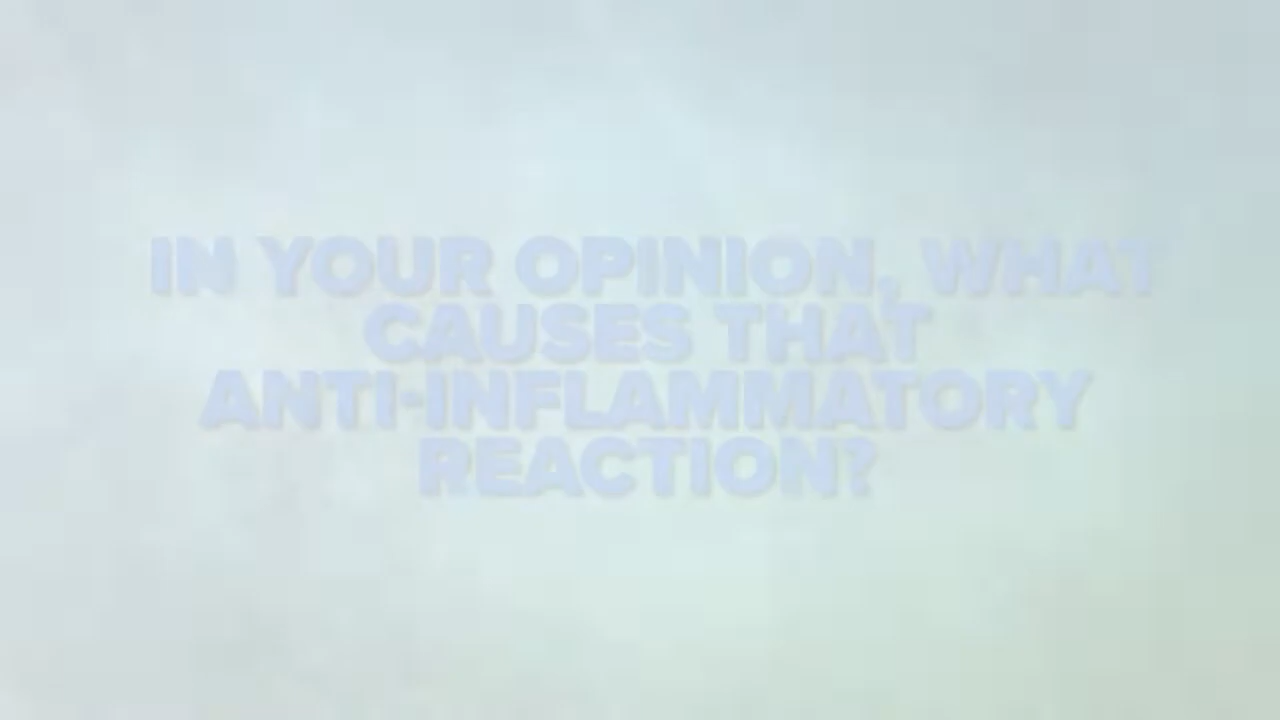 IN YOUR OPINION, WHAT
CAUSES THAT
ANTI-INFLAMMATORY
REACTION?